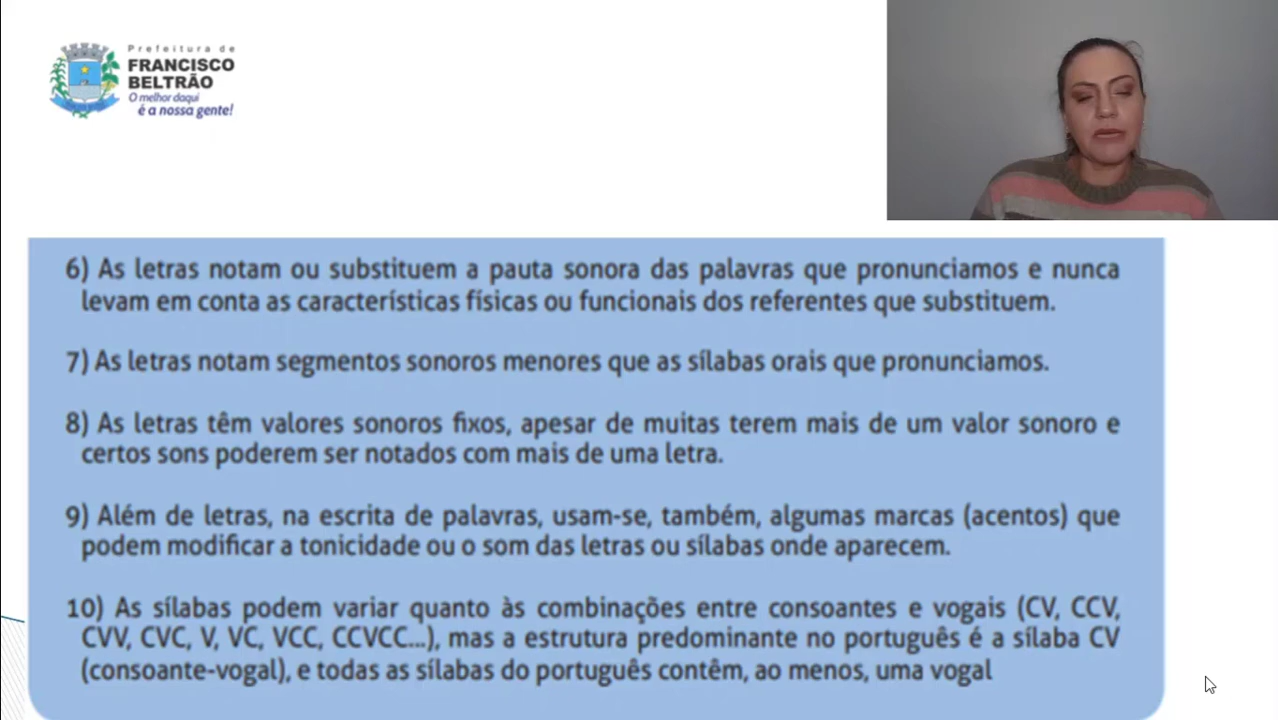 Prefeitura de
FRANCISCO
BELTRÃO
O melhor daqui
é a nossa gente!
6) As letras notam ou substituem a pauta sonora das palavras que pronunciamos e nunca
levam em conta as características físicas ou funcionais dos referentes que substituem.
7) As letras notam segmentos sonoros menores que as sílabas orais que pronunciamos.
8) As letras têm valores sonoros fixos, apesar de muitas terem mais de um valor sonoro e
certos sons poderem ser notados com mais de uma letra.
9) Além de letras, na escrita de palavras, usam-se, também, algumas marcas (acentos) que
podem modificar a tonicidade ou o som das letras ou sílabas onde aparecem.
10) As sílabas podem variar quanto às combinações entre consoantes e vogais (CV, CCV,
CVV, CVC, V, VC, VCC, CCVCC...), mas a estrutura predominante no português é a sílaba CV
(consoante-vogal), e todas as sílabas do português contêm, ao menos, uma vogal